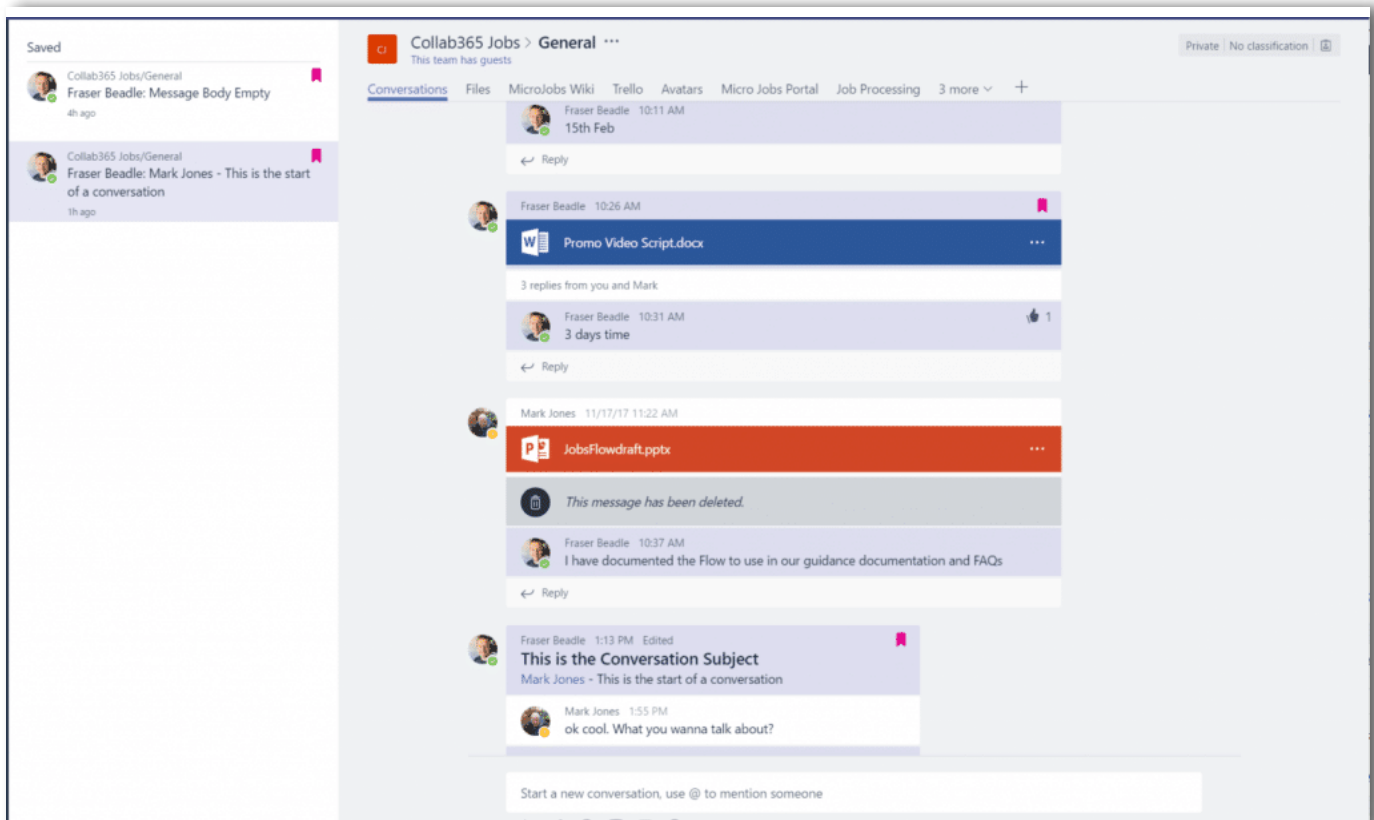 Saved
Collab365 Jobs/General
Fraser Beadle: Message Body Empty
4h ago
Collab365 Jobs/General
Fraser Beadle: Mark Jones - This is the start
of a conversation
1h ago
CJ
Collab365 Jobs > General ···
This team has guests
Private No classification
Conversations Files MicroJobs Wiki Trello Avatars Micro Jobs Portal Job Processing 3 more +
Fraser Beadle 10:11 AM
15th Feb
Reply
Fraser Beadle 10:26 AM
Promo Video Script.docx ···
3 replies from you and Mark
Fraser Beadle 10:31 AM
1
3 days time
Reply
Mark Jones 11/17/17 11:22 AM
JobsFlowdraft.pptx ···
This message has been deleted.
Fraser Beadle 10:37 AM
I have documented the Flow to use in our guidance documentation and FAQs
Reply
Fraser Beadle 1:13 PM Edited
This is the Conversation Subject
Mark Jones - This is the start of a conversation
Mark Jones 1:55 PM
ok cool. What you wanna talk about?
Start a new conversation, use @ to mention someone